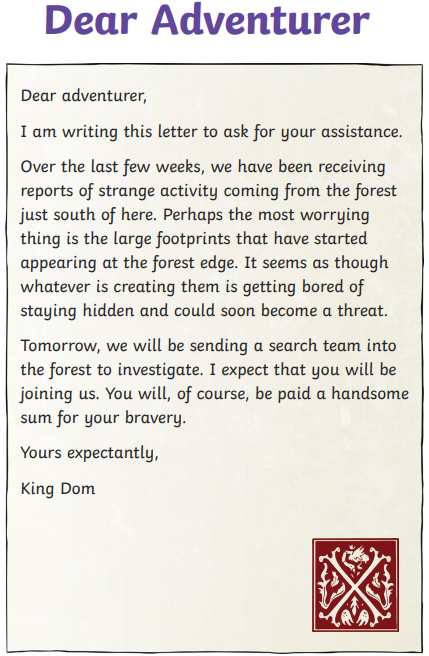 Dear Adventurer
Dear adventurer,
I am writing this letter to ask for your assistance.
Over the last few weeks, we have been receiving
reports of strange activity coming from the forest
just south of here. Perhaps the most worrying
thing is the large footprints that have started
appearing at the forest edge. It seems as though
whatever is creating them is getting bored of
staying hidden and could soon become a threat.
Tomorrow, we will be sending a search team into
the forest to investigate. I expect that you will be
joining us. You will, of course, be paid a handsome
sum for your bravery.
Yours expectantly,
King Dom